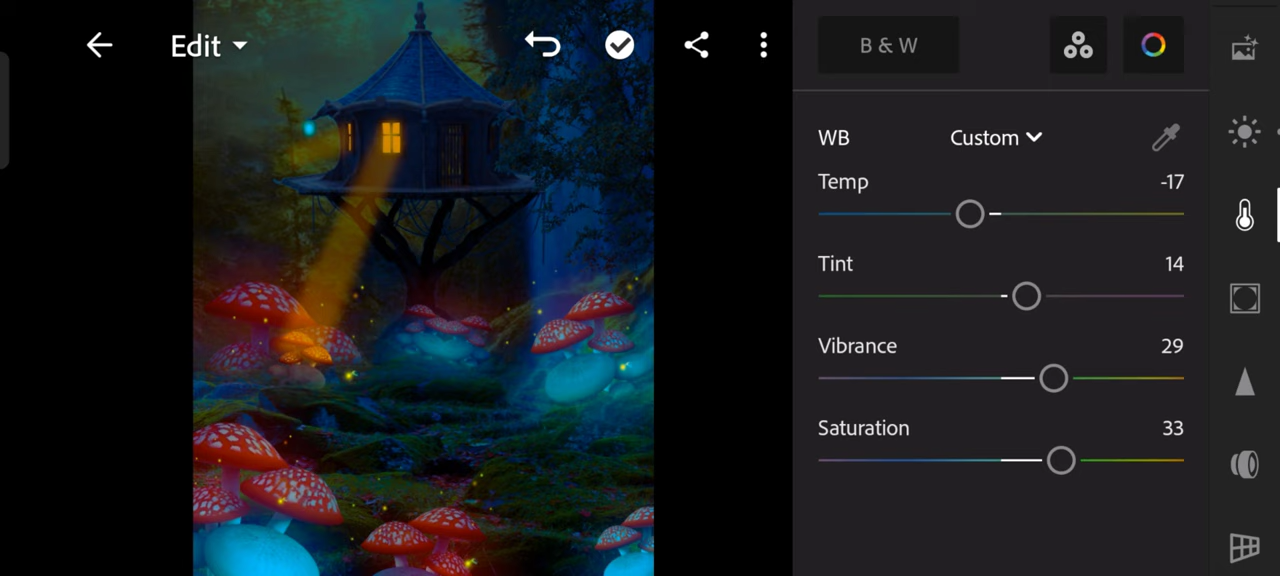 Edit
B & W
WB Custom
Temp -17
Tint 14
Vibrance 29
Saturation 33